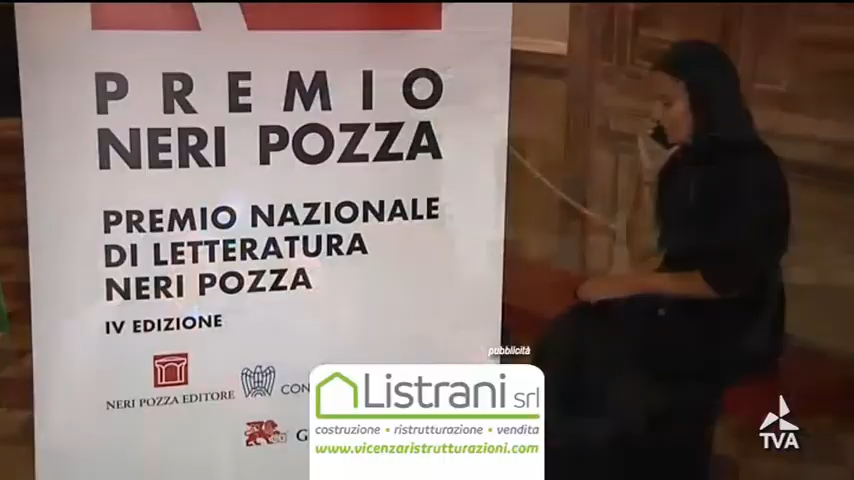 PREMIO
NERI POZZA
PREMIO NAZIONALE
DI LETTERATURA
NERI POZZA
IV EDIZIONE
NERI POZZA EDITORE
pubblicità
Listrani srl
costruzione • ristrutturazione • vendita
www.vicenzaristrutturazioni.com
TVA